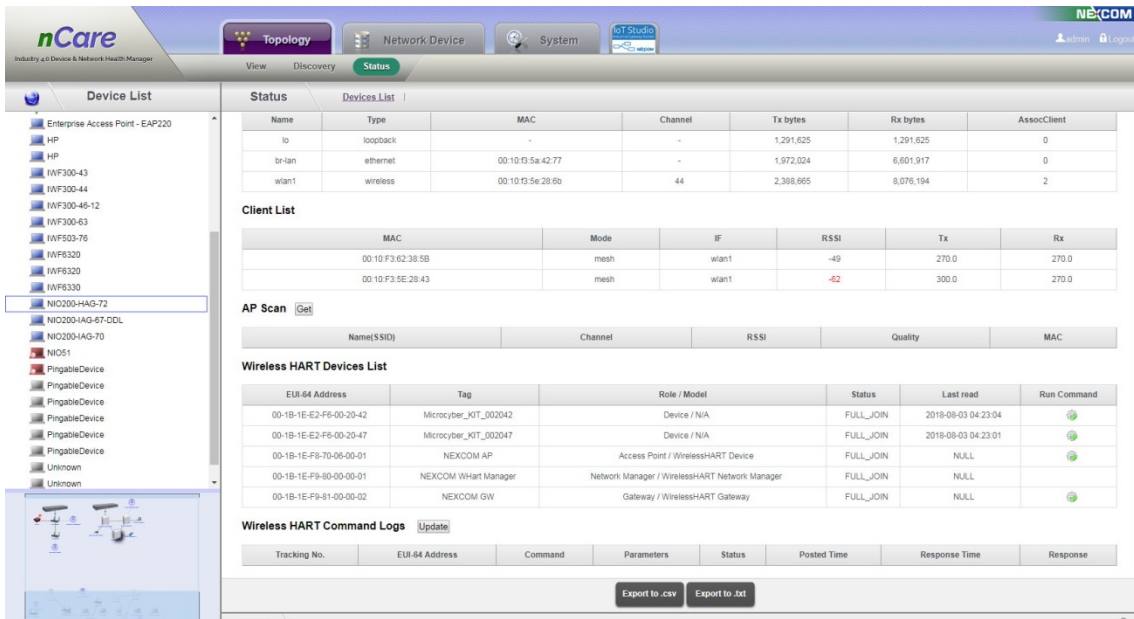 NEXCOM
nCare
Industry 4.0 Device & Network Health Manager
Topology Network Device System IoT Studio
admin Logout
View Discovery Status
Device List
Status Devices List
Enterprise Access Point - EAP220
HP
HP
IWF300-43
IWF300-44
IWF300-46-12
IWF300-63
IWF503-76
IWF6320
IWF6320
IWF6330
NIO200-HAG-72
NIO200-IAG-67-DDL
NIO200-IAG-70
NIO51
PingableDevice
PingableDevice
PingableDevice
PingableDevice
PingableDevice
PingableDevice
Unknown
Unknown
Name Type MAC Channel Tx bytes Rx bytes AssocClient
lo loopback - - 1,291,625 1,291,625 0
br-lan ethernet 00:10:f3:5a:42:77 - 1,972,024 6,601,917 0
wlan1 wireless 00:10:f3:5e:28:6b 44 2,388,665 8,076,194 2
Client List
MAC Mode IF RSSI Tx Rx
00:10:F3:62:38:5B mesh wlan1 -49 270.0 270.0
00:10:F3:5E:28:43 mesh wlan1 -62 300.0 270.0
AP Scan Get
Name(SSID) Channel RSSI Quality MAC
Wireless HART Devices List
EUI-64 Address Tag Role / Model Status Last read Run Command
00-1B-1E-E2-F6-00-20-42 Microcyber_KIT_002042 Device / N/A FULL_JOIN 2018-08-03 04:23:04
00-1B-1E-E2-F6-00-20-47 Microcyber_KIT_002047 Device / N/A FULL_JOIN 2018-08-03 04:23:01
00-1B-1E-F8-70-06-00-01 NEXCOM AP Access Point / WirelessHART Device FULL_JOIN NULL
00-1B-1E-F9-80-00-00-01 NEXCOM WHart Manager Network Manager / WirelessHART Network Manager FULL_JOIN NULL
00-1B-1E-F9-81-00-00-02 NEXCOM GW Gateway / WirelessHART Gateway FULL_JOIN NULL
Wireless HART Command Logs Update
Tracking No. EUI-64 Address Command Parameters Status Posted Time Response Time Response
Export to .csv Export to .txt